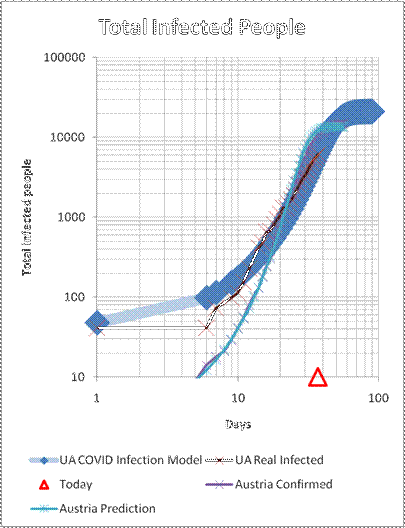 Total Infected People
100000
10000
1000
100
10
1 10 100
Total Infected people
Days
UA COVID Infection Model UA Real Infected
Today Austria Confirmed
Austria Prediction